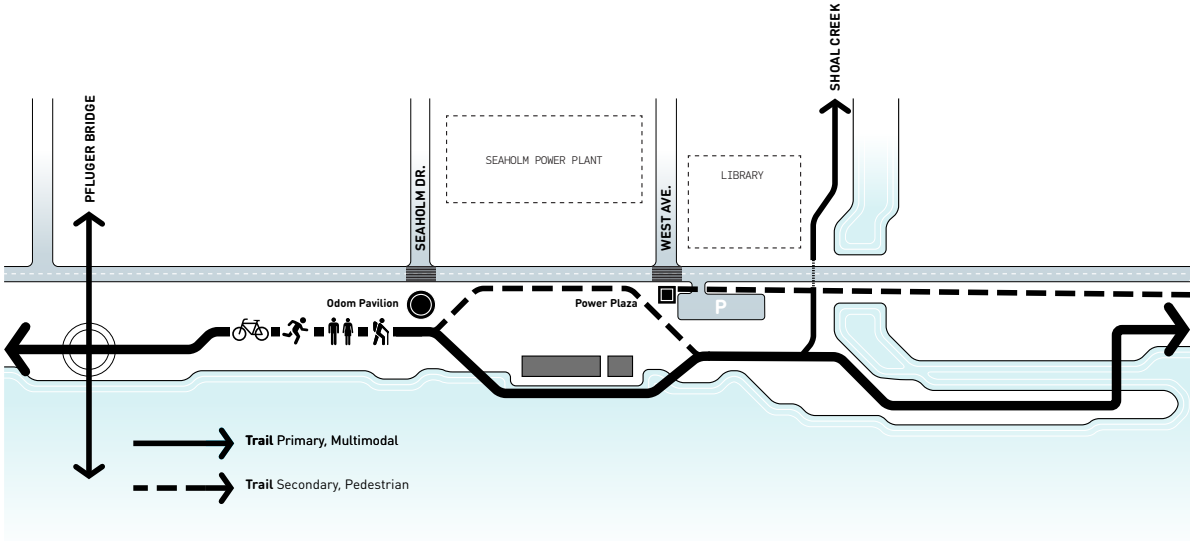 SHOAL CREEK
PFLUGER BRIDGE
SEAHOLM DR.
SEAHOLM POWER PLANT
WEST AVE.
LIBRARY
Odom Pavilion
Power Plaza
P
Trail Primary, Multimodal
Trail Secondary, Pedestrian